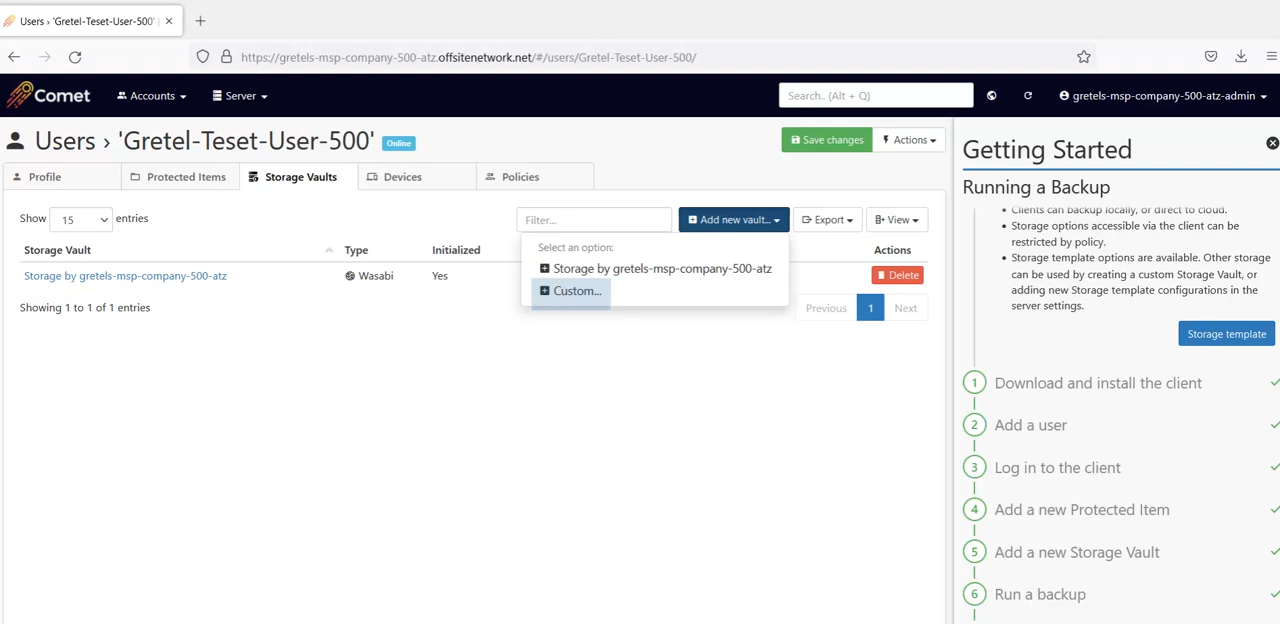 Users › 'Gretel-Teset-User-500'
https://gretels-msp-company-500-atz.offsitenetwork.net/#/users/Gretel-Teset-User-500/
Comet
Accounts
Server
Search.. (Alt + Q)
gretels-msp-company-500-atz-admin
Users › 'Gretel-Teset-User-500'
Online
Save changes
Actions
Profile
Protected Items
Storage Vaults
Devices
Policies
Show 15 entries
Filter...
Add new vault...
Export
View
Select an option:
Storage by gretels-msp-company-500-atz
Custom...
Storage Vault
Type
Initialized
Actions
Storage by gretels-msp-company-500-atz
Wasabi
Yes
Delete
Showing 1 to 1 of 1 entries
Previous
1
Next
Getting Started
Running a Backup
Clients can backup locally, or direct to cloud.
Storage options accessible via the client can be
restricted by policy.
Storage template options are available. Other storage
can be used by creating a custom Storage Vault, or
adding new Storage template configurations in the
server settings.
Storage template
1 Download and install the client
2 Add a user
3 Log in to the client
4 Add a new Protected Item
5 Add a new Storage Vault
6 Run a backup